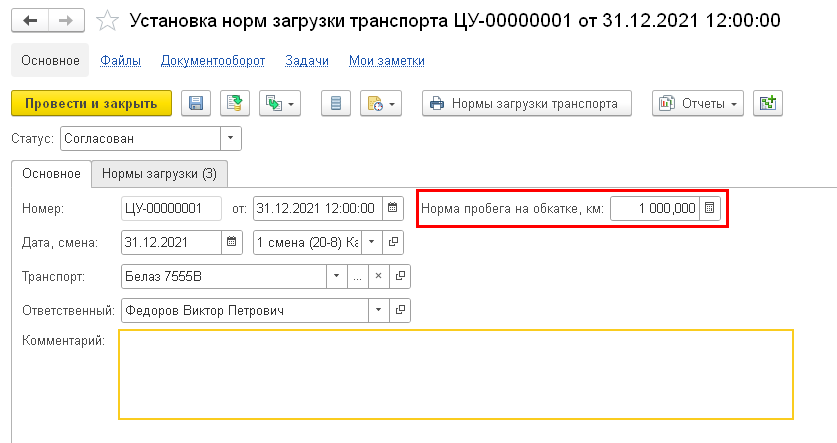 Установка норм загрузки транспорта ЦУ-00000001 от 31.12.2021 12:00:00
Основное Файлы Документооборот Задачи Мои заметки
Провести и закрыть Нормы загрузки транспорта Отчеты
Статус: Согласован
Основное Нормы загрузки (3)
Номер: ЦУ-00000001 от: 31.12.2021 12:00:00 Норма пробега на обкатке, км: 1 000,000
Дата, смена: 31.12.2021 1 смена (20-8) Ка
Транспорт: Белаз 7555В ...
Ответственный: Федоров Виктор Петрович
Комментарий: